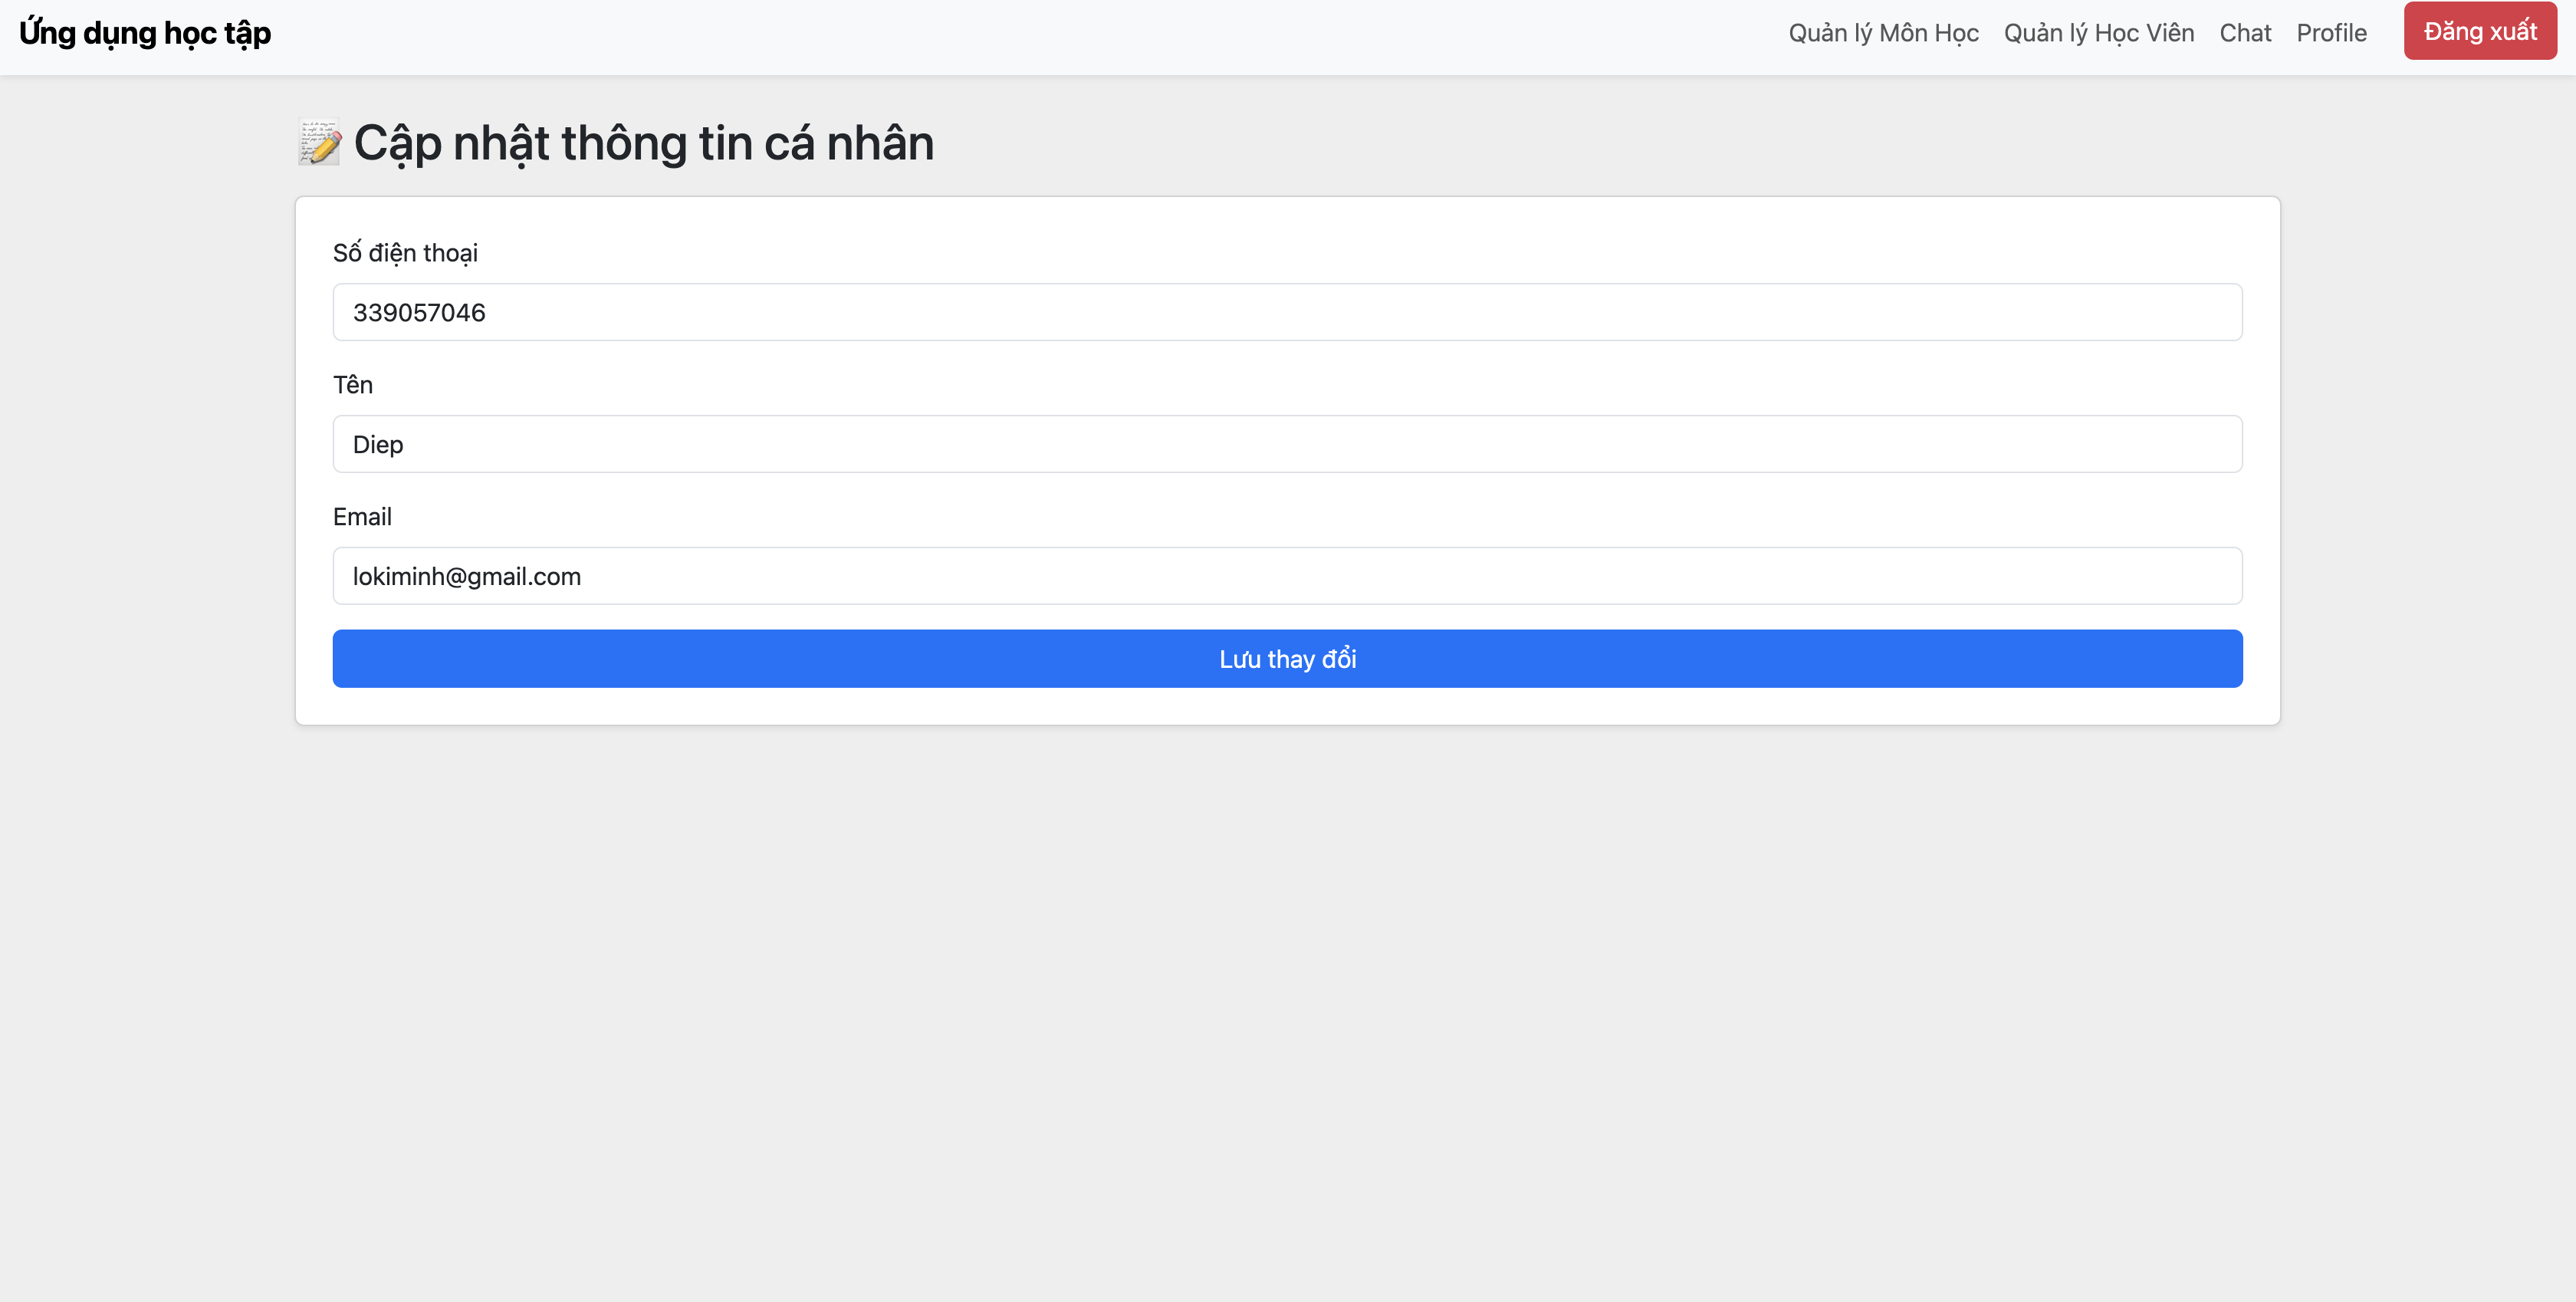 Ứng dụng học tập
Quản lý Môn Học Quản lý Học Viên Chat Profile Đăng xuất
Cập nhật thông tin cá nhân
Số điện thoại
339057046
Tên
Diep
Email
lokiminh@gmail.com
Lưu thay đổi